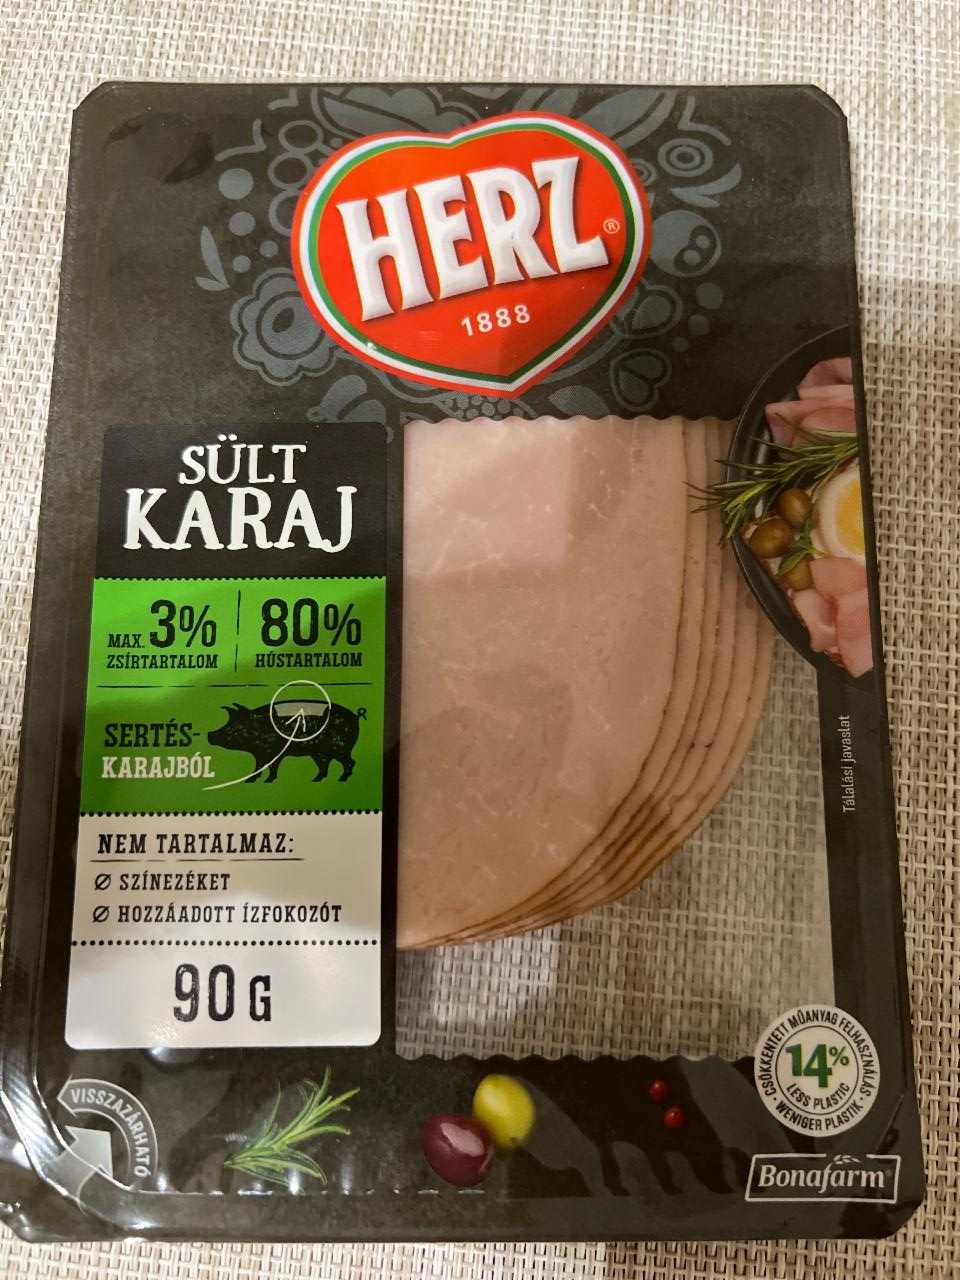 HERZ®
1888
SÜLT
KARAJ
MAX. 3%
ZSÍRTARTALOM
80%
HÚSTARTALOM
SERTÉS-
KARAJBÓL
NEM TARTALMAZ:
Ø SZÍNEZÉKET
Ø HOZZÁADOTT ÍZFOKOZÓT
90 G
Tálalási javaslat
VISSZAZÁRHATÓ
CSÖKKENTETT MŰANYAG FELHASZNÁLÁS
14%
LESS PLASTIC
WENIGER PLASTIK
Bonafarm